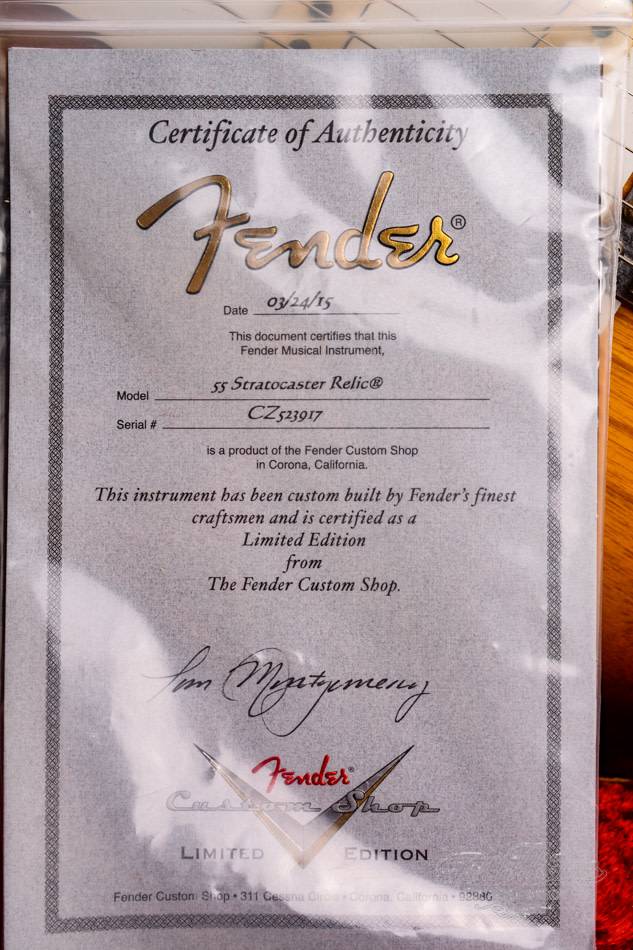 Certificate of Authenticity
Fender®
Date 03/24/15
This document certifies that this
Fender Musical Instrument,
Model 55 Stratocaster Relic®
Serial # CZ523917
is a product of the Fender Custom Shop
in Corona, California.
This instrument has been custom built by Fender's finest
craftsmen and is certified as a
Limited Edition
from
The Fender Custom Shop.
Fender®
Custom Shop
LIMITED EDITION
Fender Custom Shop • 311 Cessna Circle • Corona, California • 92880